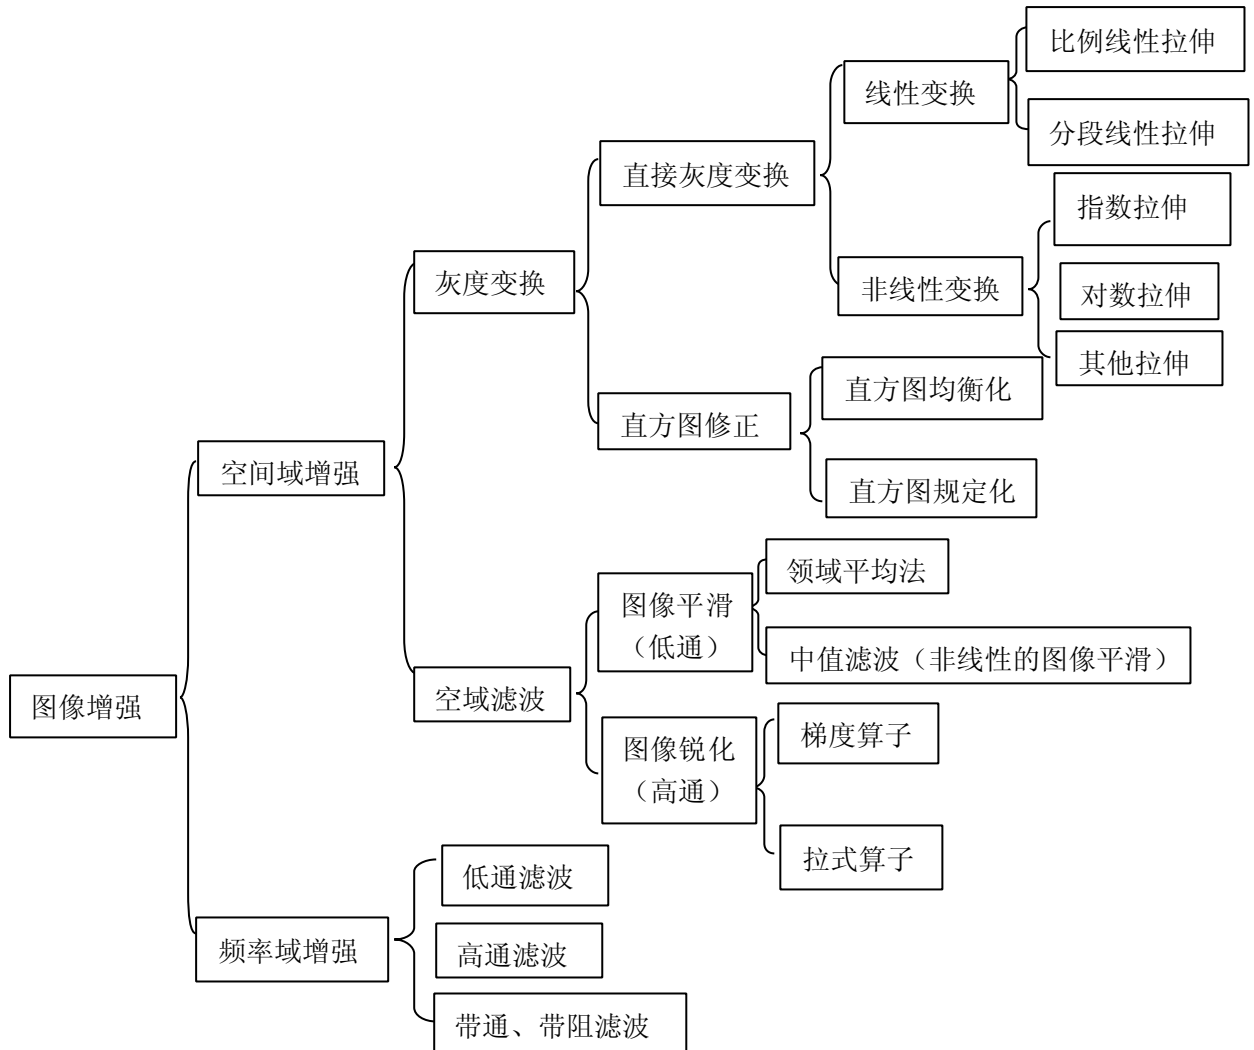 比例线性拉伸
线性变换
分段线性拉伸
直接灰度变换
指数拉伸
灰度变换
非线性变换
对数拉伸
其他拉伸
直方图均衡化
直方图修正
空间域增强
直方图规定化
领域平均法
图像平滑
（低通）
中值滤波（非线性的图像平滑）
图像增强
空域滤波
梯度算子
图像锐化
（高通）
拉式算子
低通滤波
频率域增强
高通滤波
带通、带阻滤波